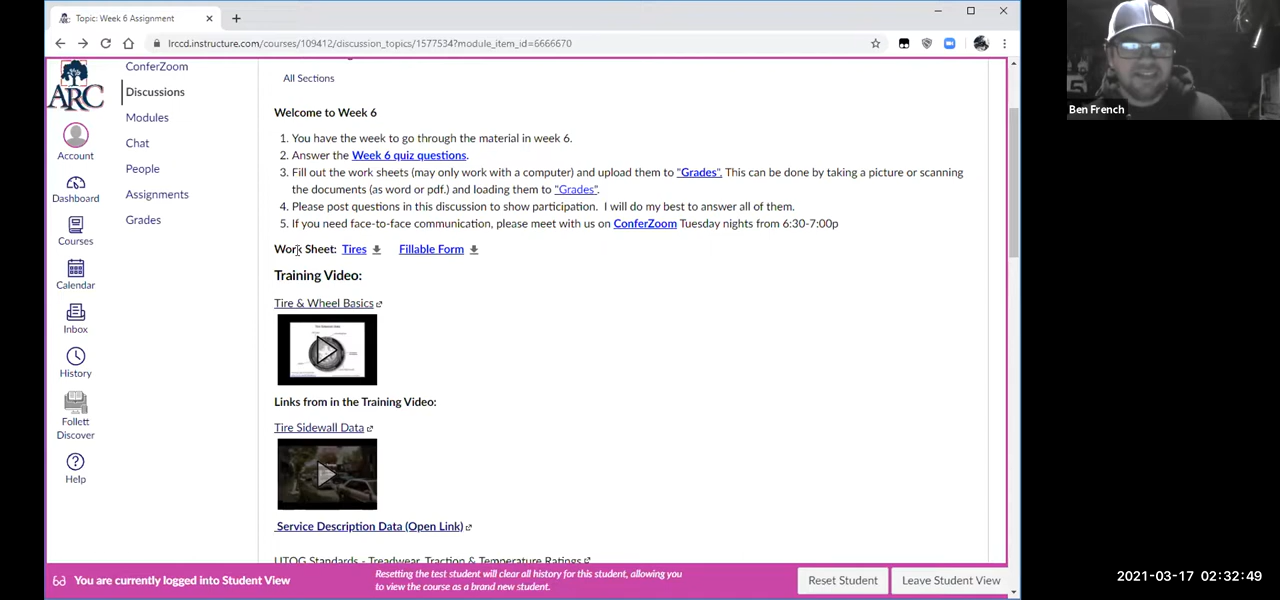 Topic: Week 6 Assignment
lrccd.instructure.com/courses/109412/discussion_topics/1577534?module_item_id=6666670
Ben French
ARC
Account
Dashboard
Courses
Calendar
Inbox
History
Follett
Discover
Help
ConferZoom
Discussions
Modules
Chat
People
Assignments
Grades
All Sections
Welcome to Week 6
1. You have the week to go through the material in week 6.
2. Answer the Week 6 quiz questions.
3. Fill out the work sheets (may only work with a computer) and upload them to "Grades". This can be done by taking a picture or scanning
the documents (as word or pdf.) and loading them to "Grades".
4. Please post questions in this discussion to show participation. I will do my best to answer all of them.
5. If you need face-to-face communication, please meet with us on ConferZoom Tuesday nights from 6:30-7:00p
Work Sheet: Tires Fillable Form
Training Video:
Tire & Wheel Basics
Links from in the Training Video:
Tire Sidewall Data
Service Description Data (Open Link)
UTQG Standards - Treadwear, Traction & Temperature Ratings
You are currently logged into Student View
Resetting the test student will clear all history for this student, allowing you
to view the course as a brand new student.
Reset Student
Leave Student View
2021-03-17 02:32:49